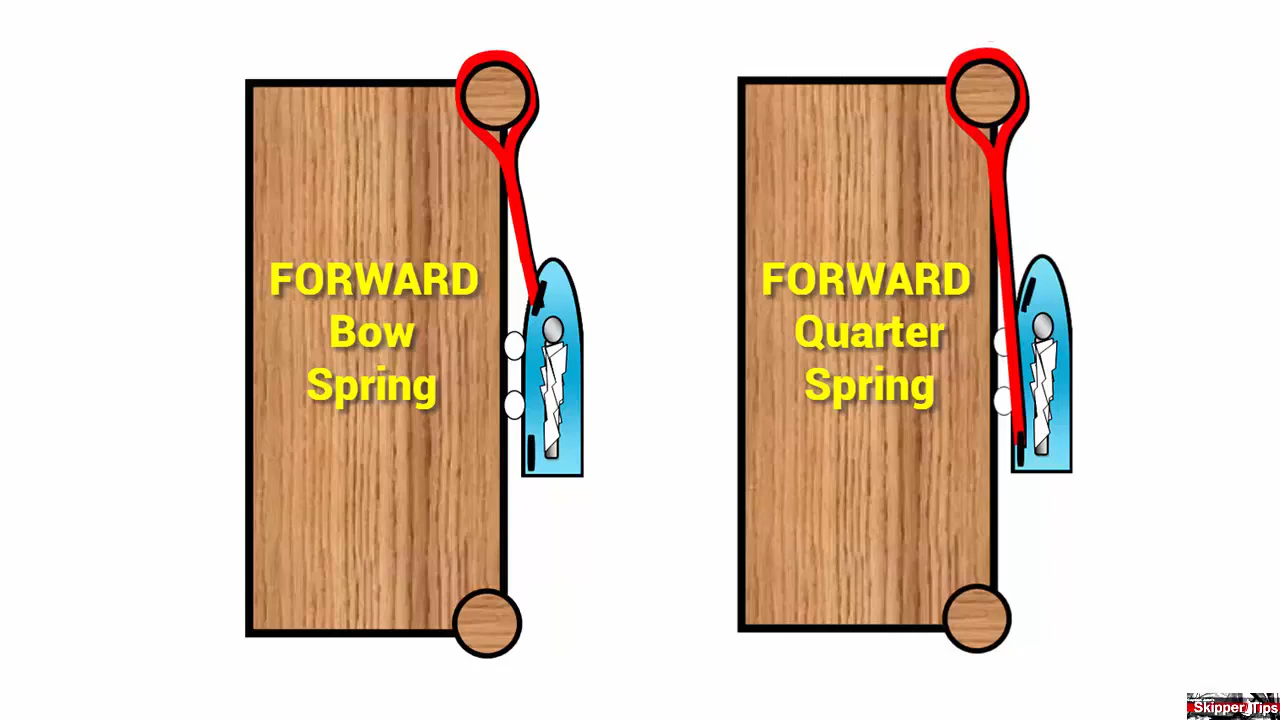 FORWARD
Bow
Spring
FORWARD
Quarter
Spring
Skipper Tips